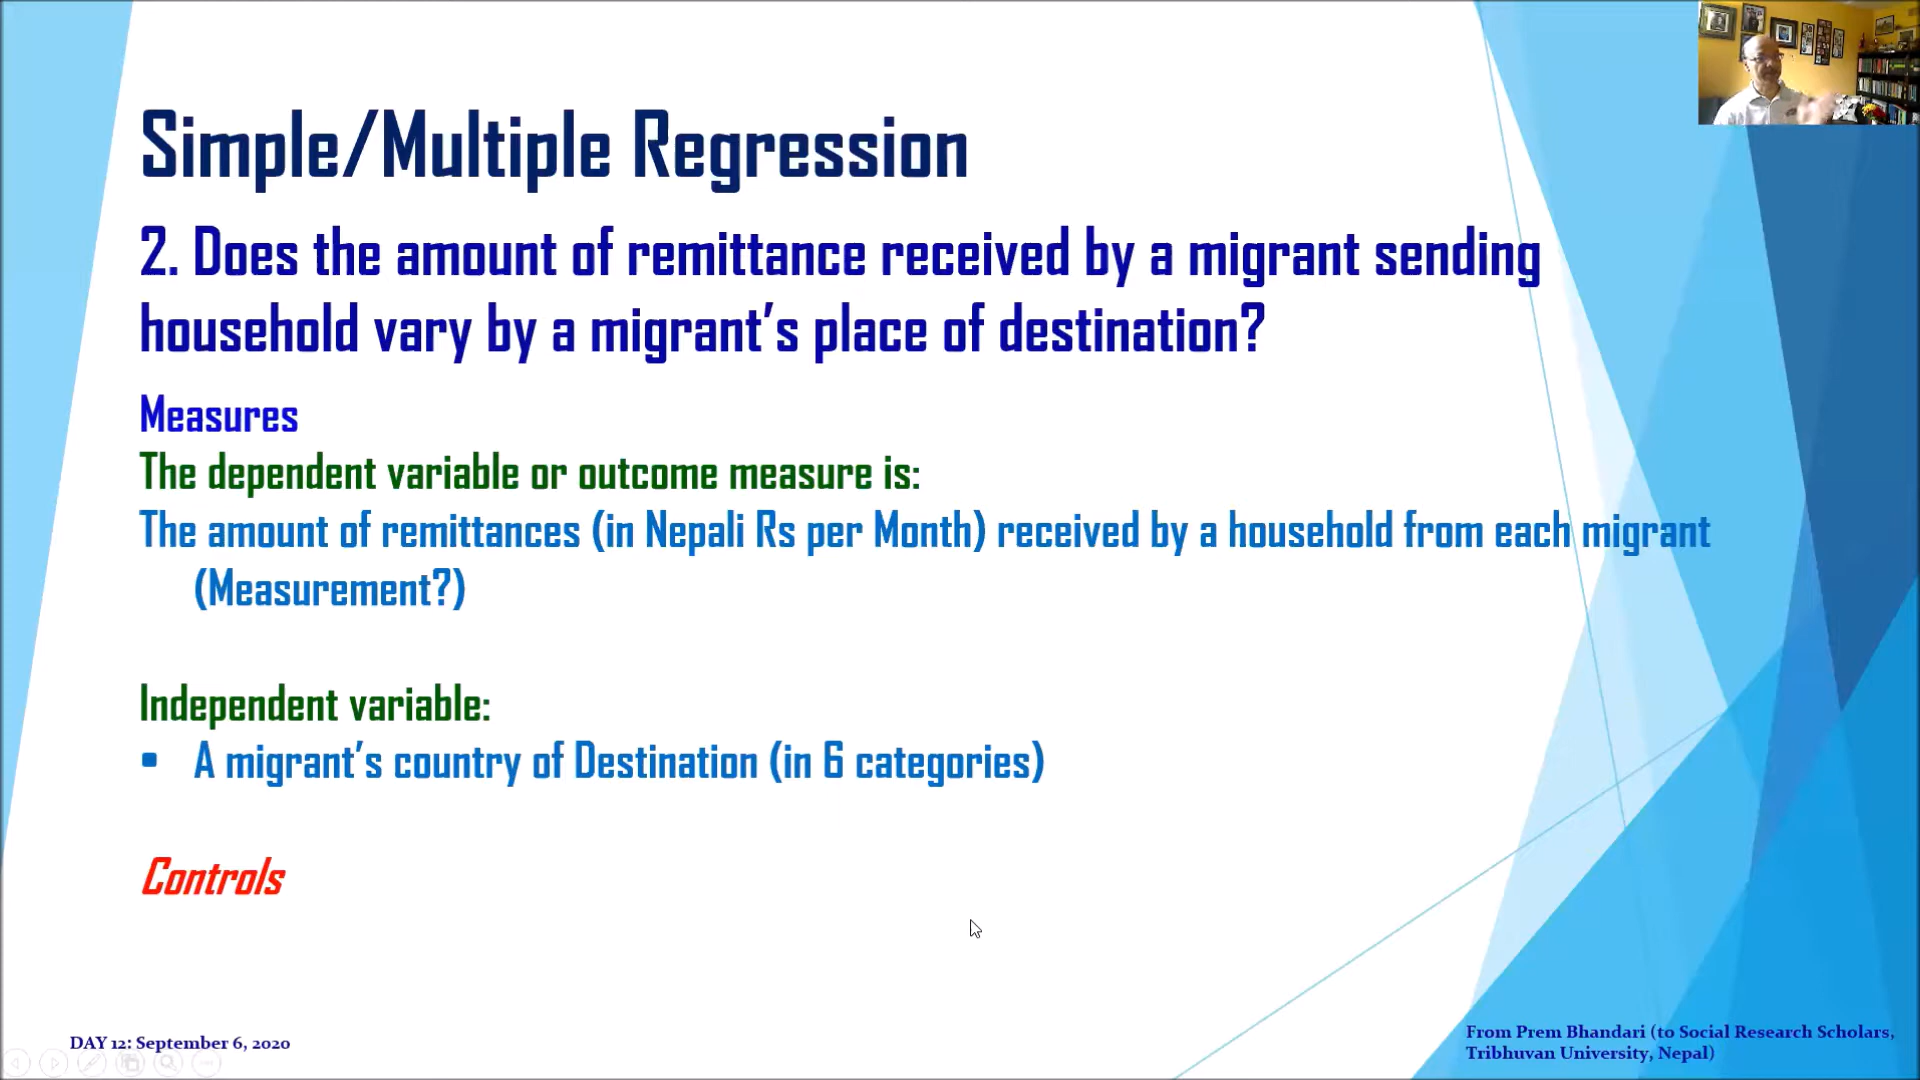 Simple/Multiple Regression
2. Does the amount of remittance received by a migrant sending
household vary by a migrant’s place of destination?
Measures
The dependent variable or outcome measure is:
The amount of remittances (in Nepali Rs per Month) received by a household from each migrant
(Measurement?)
Independent variable:
▪ A migrant’s country of Destination (in 6 categories)
Controls
DAY 12: September 6, 2020
From Prem Bhandari (to Social Research Scholars,
Tribhuvan University, Nepal)